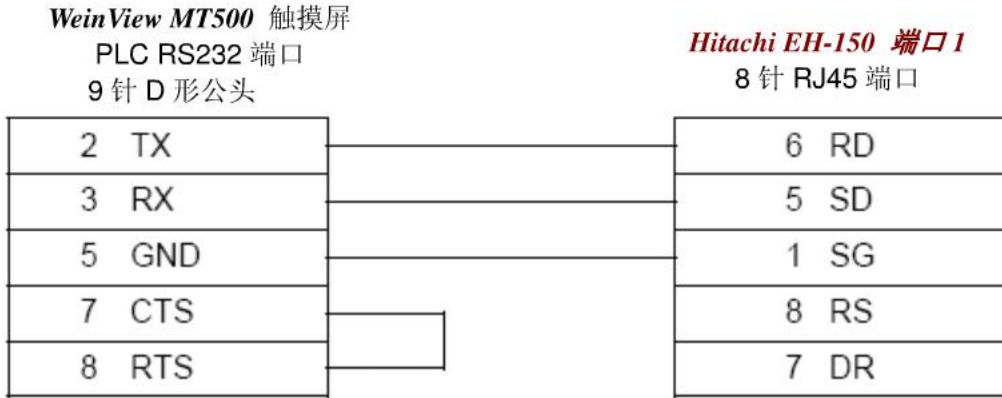 WeinView MT500 触摸屏
PLC RS232 端口
9 针 D 形公头
Hitachi EH-150 端口 1
8 针 RJ45 端口
2 TX
6 RD
3 RX
5 SD
5 GND
1 SG
7 CTS
8 RS
8 RTS
7 DR